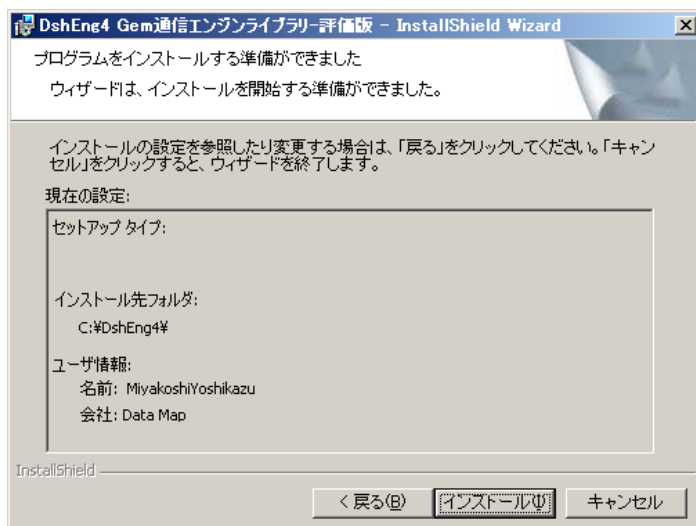 DshEng4 Gem通信エンジンライブラリー評価版 - InstallShield Wizard
プログラムをインストールする準備ができました
ウィザードは、インストールを開始する準備ができました。
インストールの設定を参照したり変更する場合は、「戻る」をクリックしてください。「キャン
セル」をクリックすると、ウィザードを終了します。
現在の設定:
セットアップ タイプ:
インストール先フォルダ:
C:¥DshEng4¥
ユーザ情報:
名前: MiyakoshiYoshikazu
会社: Data Map
InstallShield
< 戻る(B)
インストール(I)
キャンセル